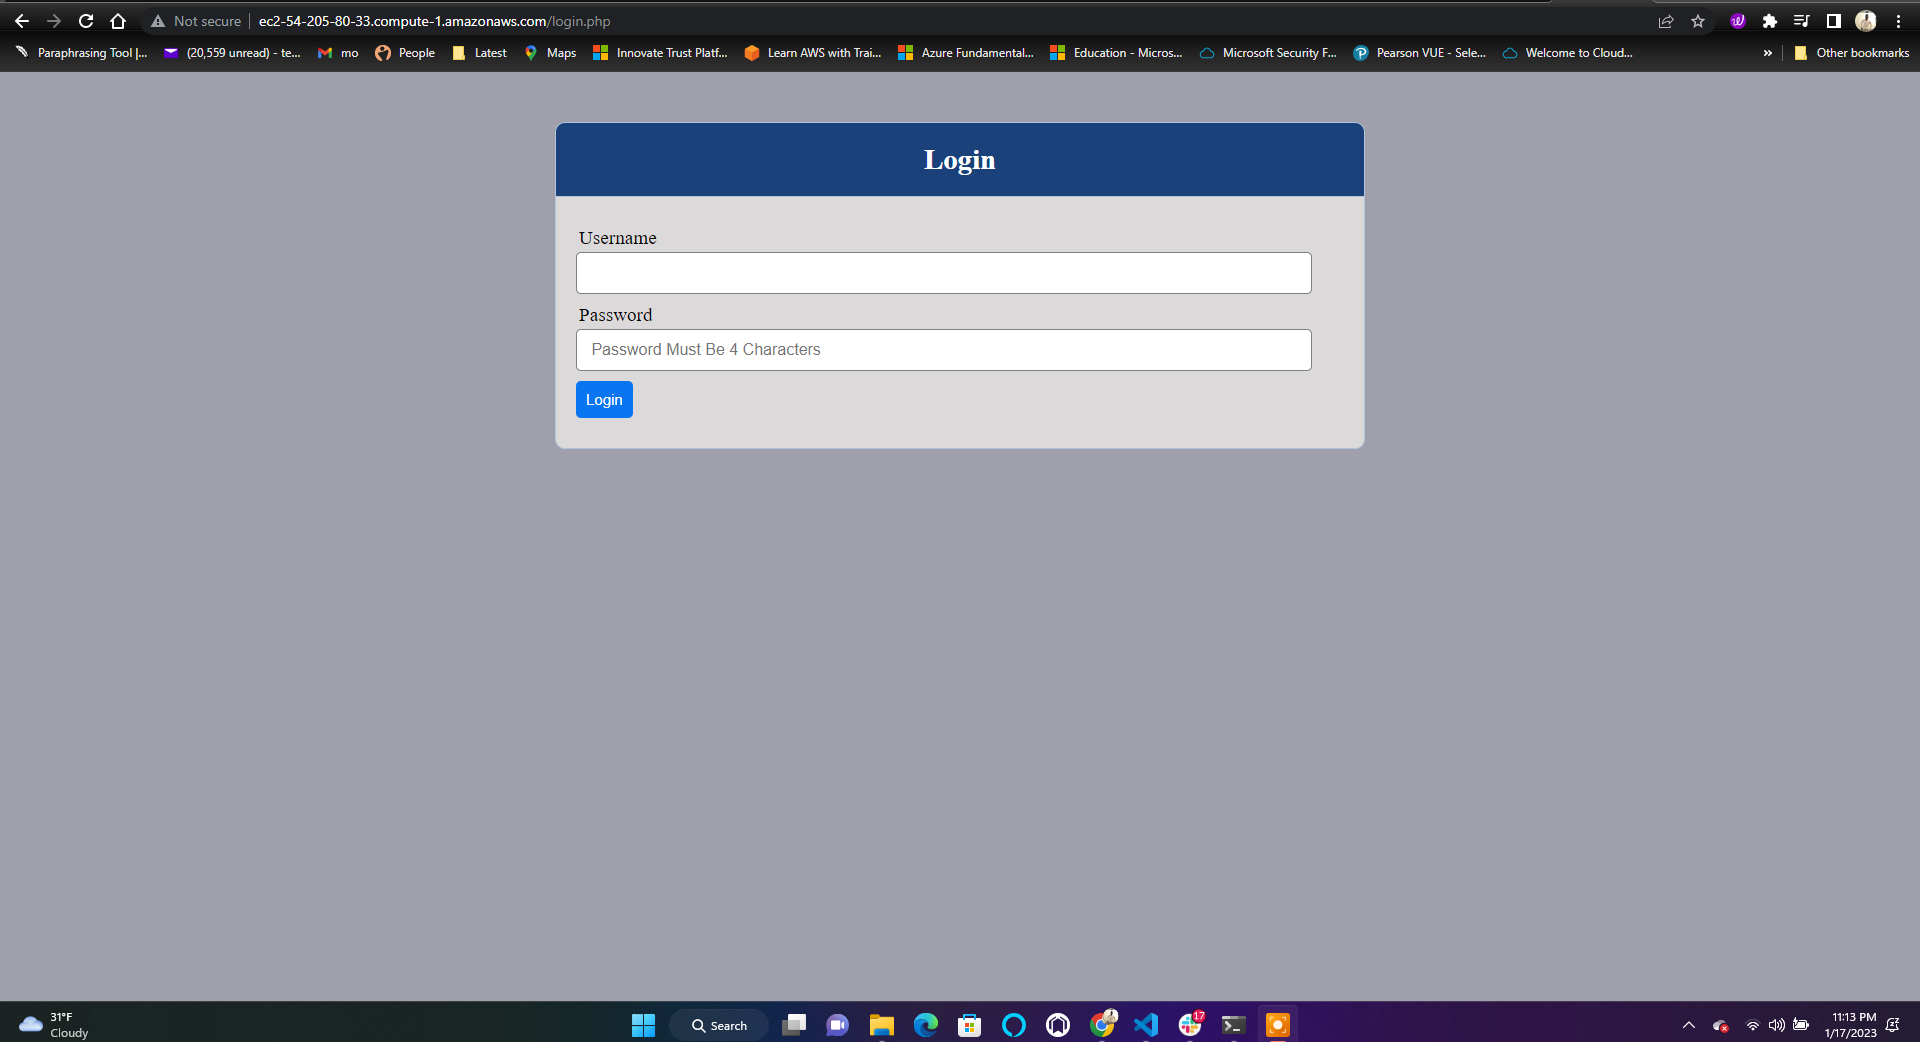 Not secure | ec2-54-205-80-33.compute-1.amazonaws.com/login.php
Paraphrasing Tool |... (20,559 unread) - te... mo People Latest Maps Innovate Trust Platf... Learn AWS with Trai... Azure Fundamental... Education - Micros... Microsoft Security F... Pearson VUE - Sele... Welcome to Cloud... » Other bookmarks
Login
Username
Password
Password Must Be 4 Characters
Login
31°F
Cloudy
Search
17
11:13 PM
1/17/2023